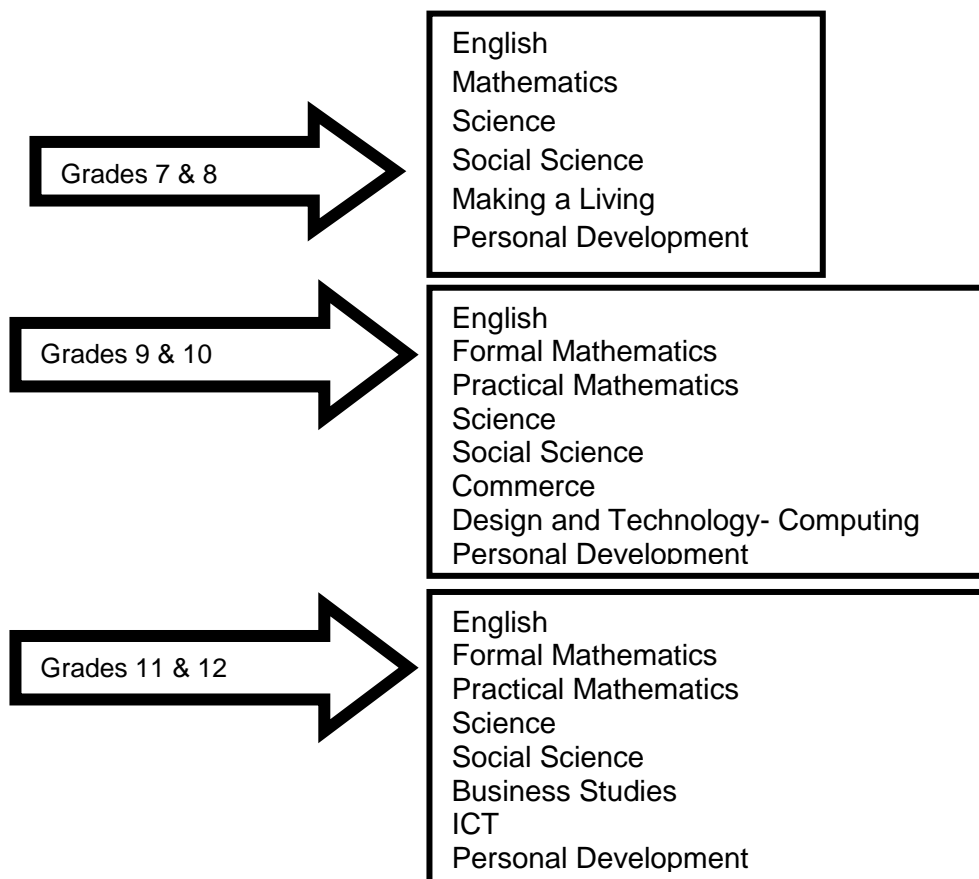 Grades 7 & 8
English
Mathematics
Science
Social Science
Making a Living
Personal Development
Grades 9 & 10
English
Formal Mathematics
Practical Mathematics
Science
Social Science
Commerce
Design and Technology- Computing
Personal Development
Grades 11 & 12
English
Formal Mathematics
Practical Mathematics
Science
Social Science
Business Studies
ICT
Personal Development